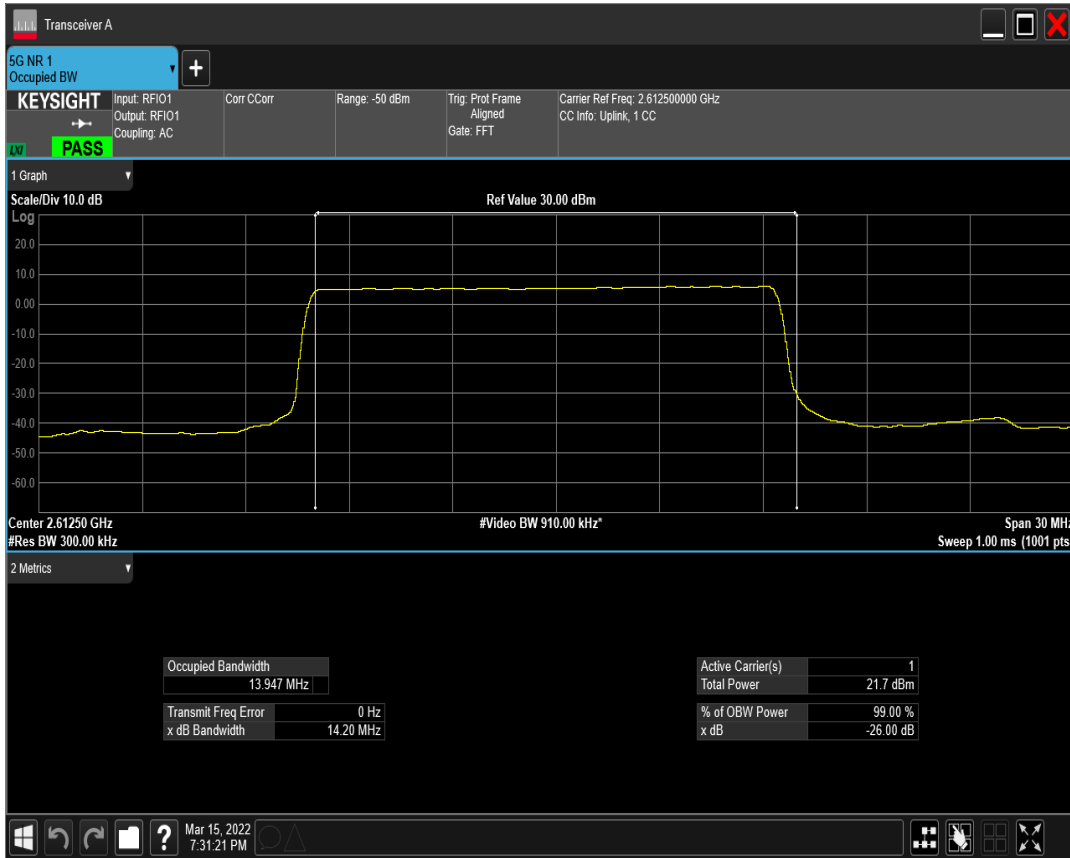 Transceiver A
5G NR 1
Occupied BW
+
KEYSIGHT
LXI
PASS
Input: RFIO1
Output: RFIO1
Coupling: AC
Corr CCorr
Range: -50 dBm
Trig: Prot Frame
Aligned
Gate: FFT
Carrier Ref Freq: 2.612500000 GHz
CC Info: Uplink, 1 CC
1 Graph
Scale/Div 10.0 dB
Ref Value 30.00 dBm
Log
20.0
10.0
0.00
-10.0
-20.0
-30.0
-40.0
-50.0
-60.0
Center 2.61250 GHz
#Video BW 910.00 kHz*
Span 30 MHz
#Res BW 300.00 kHz
Sweep 1.00 ms (1001 pts
2 Metrics
Occupied Bandwidth
13.947 MHz
Transmit Freq Error 0 Hz
x dB Bandwidth 14.20 MHz
Active Carrier(s) 1
Total Power 21.7 dBm
% of OBW Power 99.00 %
x dB -26.00 dB
?
Mar 15, 2022
7:31:21 PM